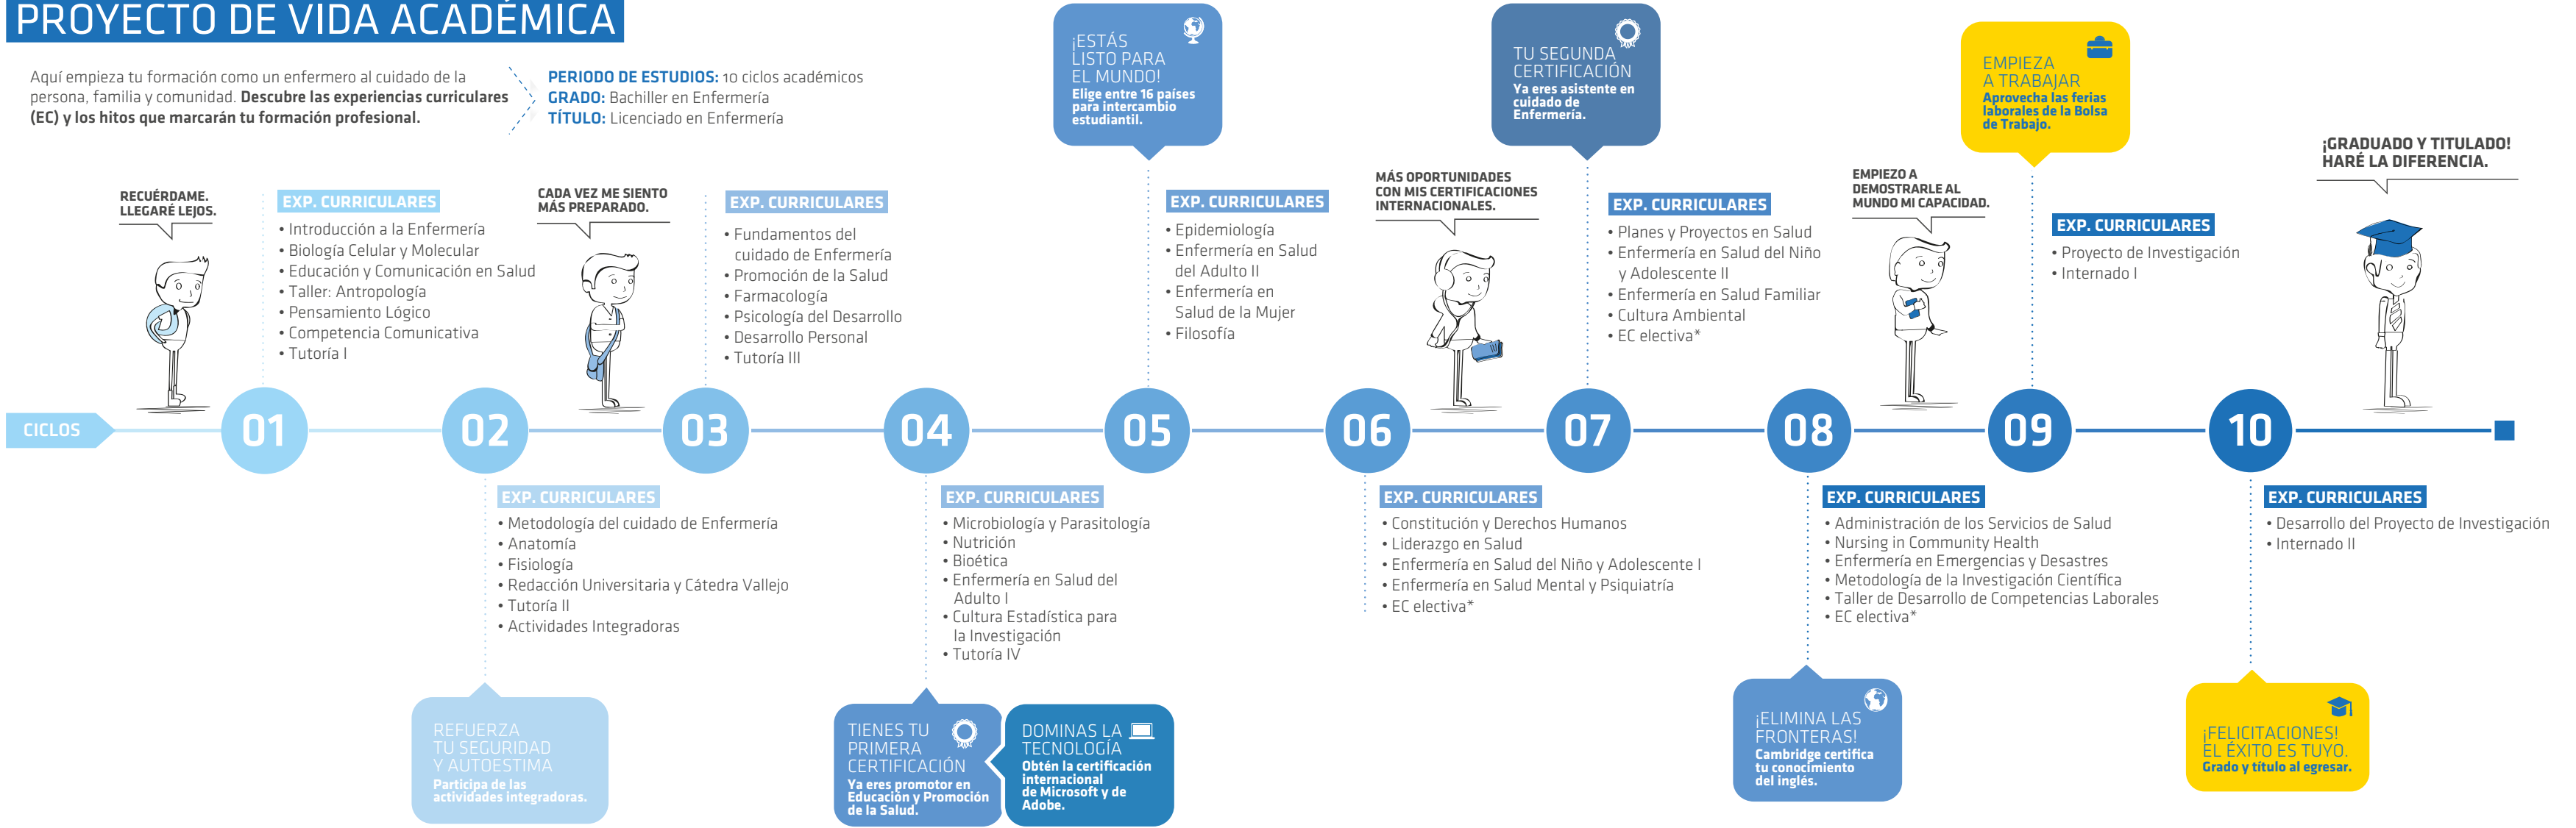 PROYECTO DE VIDA ACADÉMICA
Aquí empieza tu formación como un enfermero al cuidado de la
persona, familia y comunidad. Descubre las experiencias curriculares
(EC) y los hitos que marcarán tu formación profesional.
PERIODO DE ESTUDIOS: 10 ciclos académicos
GRADO: Bachiller en Enfermería
TÍTULO: Licenciado en Enfermería
¡ESTÁS
LISTO PARA
EL MUNDO!
Elige entre 16 países
para intercambio
estudiantil.
TU SEGUNDA
CERTIFICACIÓN
Ya eres asistente en
cuidado de
Enfermería.
EMPIEZA
A TRABAJAR
Aprovecha las ferias
laborales de la Bolsa
de Trabajo.
RECUÉRDAME.
LLEGARÉ LEJOS.
EXP. CURRICULARES
• Introducción a la Enfermería
• Biología Celular y Molecular
• Educación y Comunicación en Salud
• Taller: Antropología
• Pensamiento Lógico
• Competencia Comunicativa
• Tutoría I
CADA VEZ ME SIENTO
MÁS PREPARADO.
EXP. CURRICULARES
• Fundamentos del
cuidado de Enfermería
• Promoción de la Salud
• Farmacología
• Psicología del Desarrollo
• Desarrollo Personal
• Tutoría III
EXP. CURRICULARES
• Epidemiología
• Enfermería en Salud
del Adulto II
• Enfermería en
Salud de la Mujer
• Filosofía
MÁS OPORTUNIDADES
CON MIS CERTIFICACIONES
INTERNACIONALES.
EXP. CURRICULARES
• Planes y Proyectos en Salud
• Enfermería en Salud del Niño
y Adolescente II
• Enfermería en Salud Familiar
• Cultura Ambiental
• EC electiva*
EMPIEZO A
DEMOSTRARLE AL
MUNDO MI CAPACIDAD.
EXP. CURRICULARES
• Proyecto de Investigación
• Internado I
¡GRADUADO Y TITULADO!
HARÉ LA DIFERENCIA.
CICLOS
01
02
03
04
05
06
07
08
09
10
EXP. CURRICULARES
• Metodología del cuidado de Enfermería
• Anatomía
• Fisiología
• Redacción Universitaria y Cátedra Vallejo
• Tutoría II
• Actividades Integradoras
EXP. CURRICULARES
• Microbiología y Parasitología
• Nutrición
• Bioética
• Enfermería en Salud del
Adulto I
• Cultura Estadística para
la Investigación
• Tutoría IV
EXP. CURRICULARES
• Constitución y Derechos Humanos
• Liderazgo en Salud
• Enfermería en Salud del Niño y Adolescente I
• Enfermería en Salud Mental y Psiquiatría
• EC electiva*
EXP. CURRICULARES
• Administración de los Servicios de Salud
• Nursing in Community Health
• Enfermería en Emergencias y Desastres
• Metodología de la Investigación Científica
• Taller de Desarrollo de Competencias Laborales
• EC electiva*
EXP. CURRICULARES
• Desarrollo del Proyecto de Investigación
• Internado II
REFUERZA
TU SEGURIDAD
Y AUTOESTIMA
Participa de las
actividades integradoras.
TIENES TU
PRIMERA
CERTIFICACIÓN
Ya eres promotor en
Educación y Promoción
de la Salud.
DOMINAS LA
TECNOLOGÍA
Obtén la certificación
internacional
de Microsoft y de
Adobe.
¡ELIMINA LAS
FRONTERAS!
Cambridge certifica
tu conocimiento
del inglés.
¡FELICITACIONES!
EL ÉXITO ES TUYO.
Grado y título al egresar.